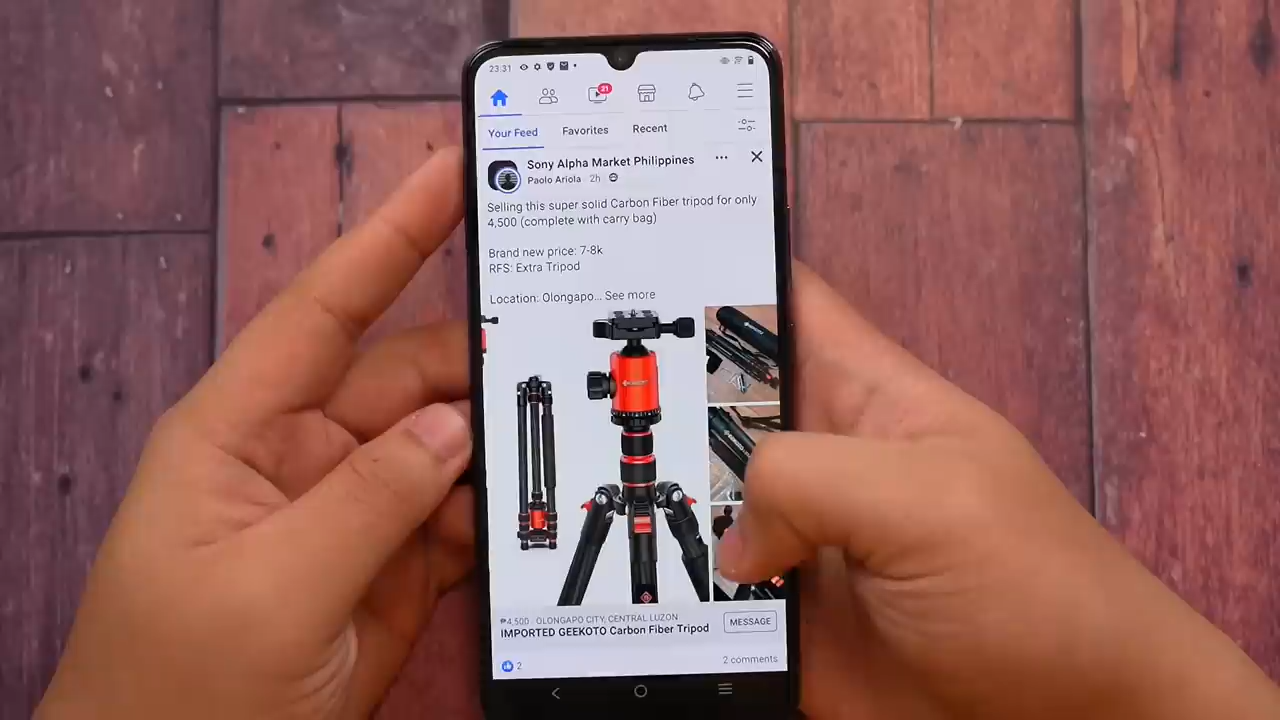 23:31
21
Your Feed
Favorites
Recent
Sony Alpha Market Philippines
Paolo Ariola · 2h ·
Selling this super solid Carbon Fiber tripod for only
4,500 (complete with carry bag)
Brand new price: 7-8k
RFS: Extra Tripod
Location: Olongapo... See more
₱4,500 · OLONGAPO CITY, CENTRAL LUZON
IMPORTED GEEKOTO Carbon Fiber Tripod
MESSAGE
2
2 comments